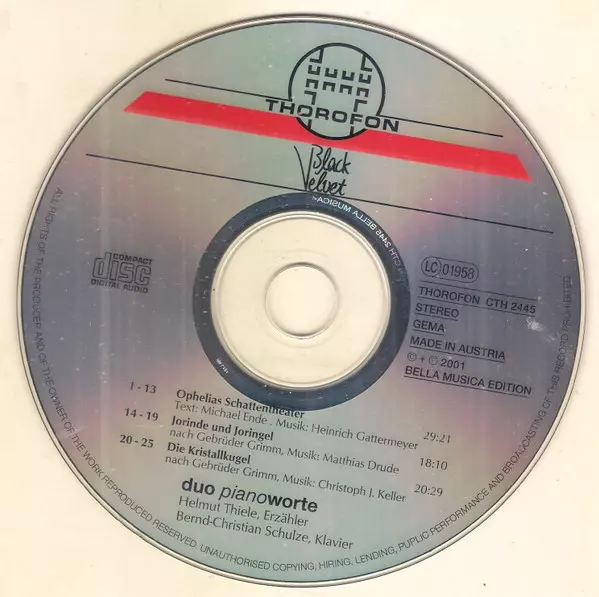 THOROFON
Black
Velvet
COMPACT
disc
DIGITAL AUDIO
LC 01958
THOROFON CTH 2445
STEREO
GEMA
MADE IN AUSTRIA
© + ℗ 2001
BELLA MUSICA EDITION
1 - 13 Ophelias Schattentheater
Text: Michael Ende . Musik: Heinrich Gattermeyer 29:21
14 - 19 Jorinde und Joringel
nach Gebrüder Grimm, Musik: Matthias Drude 18:10
20 - 25 Die Kristallkugel
nach Gebrüder Grimm, Musik: Christoph J. Keller 20:29
duo pianoworte
Helmut Thiele, Erzähler
Bernd-Christian Schulze, Klavier
ALL RIGHTS OF THE PRODUCER AND OF THE OWNER OF THE WORK REPRODUCED RESERVED. UNAUTHORISED COPYING, HIRING, LENDING, PUPLIC PERFORMANCE AND BROADCASTING OF THIS RECORD PROHIBITED
CTH 2445 BELLA MUSICA